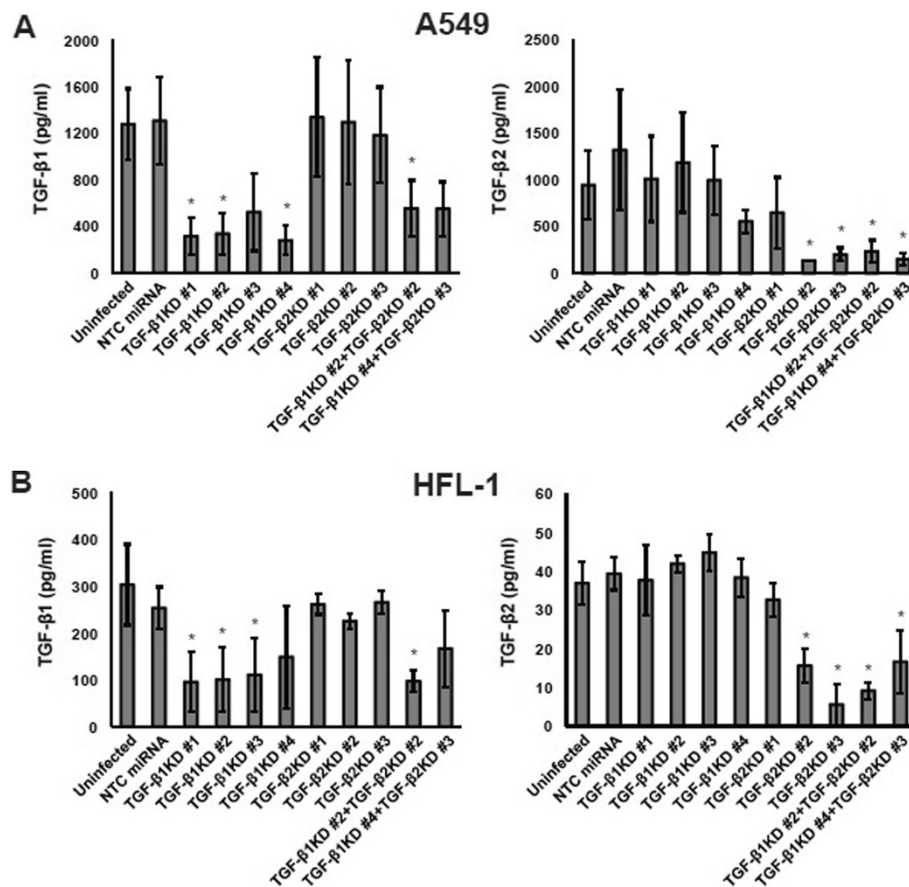 A
A549
TGF-β1 (pg/ml)
2000
1600
1200
800
400
0
* * * *
Uninfected
NTC miRNA
TGF-β1KD #1
TGF-β1KD #2
TGF-β1KD #3
TGF-β1KD #4
TGF-β2KD #1
TGF-β2KD #2
TGF-β2KD #3
TGF-β1KD #2+TGF-β2KD #2
TGF-β1KD #4+TGF-β2KD #3
TGF-β2 (pg/ml)
2500
2000
1500
1000
500
0
* * * *
Uninfected
NTC miRNA
TGF-β1KD #1
TGF-β1KD #2
TGF-β1KD #3
TGF-β1KD #4
TGF-β2KD #1
TGF-β2KD #2
TGF-β2KD #3
TGF-β1KD #2+TGF-β2KD #2
TGF-β1KD #4+TGF-β2KD #3
B
HFL-1
TGF-β1 (pg/ml)
500
400
300
200
100
0
* * * *
Uninfected
NTC miRNA
TGF-β1KD #1
TGF-β1KD #2
TGF-β1KD #3
TGF-β1KD #4
TGF-β2KD #1
TGF-β2KD #2
TGF-β2KD #3
TGF-β1KD #2+TGF-β2KD #2
TGF-β1KD #4+TGF-β2KD #3
TGF-β2 (pg/ml)
60
50
40
30
20
10
0
* * * *
Uninfected
NTC miRNA
TGF-β1KD #1
TGF-β1KD #2
TGF-β1KD #3
TGF-β1KD #4
TGF-β2KD #1
TGF-β2KD #2
TGF-β2KD #3
TGF-β1KD #2+TGF-β2KD #2
TGF-β1KD #4+TGF-β2KD #3